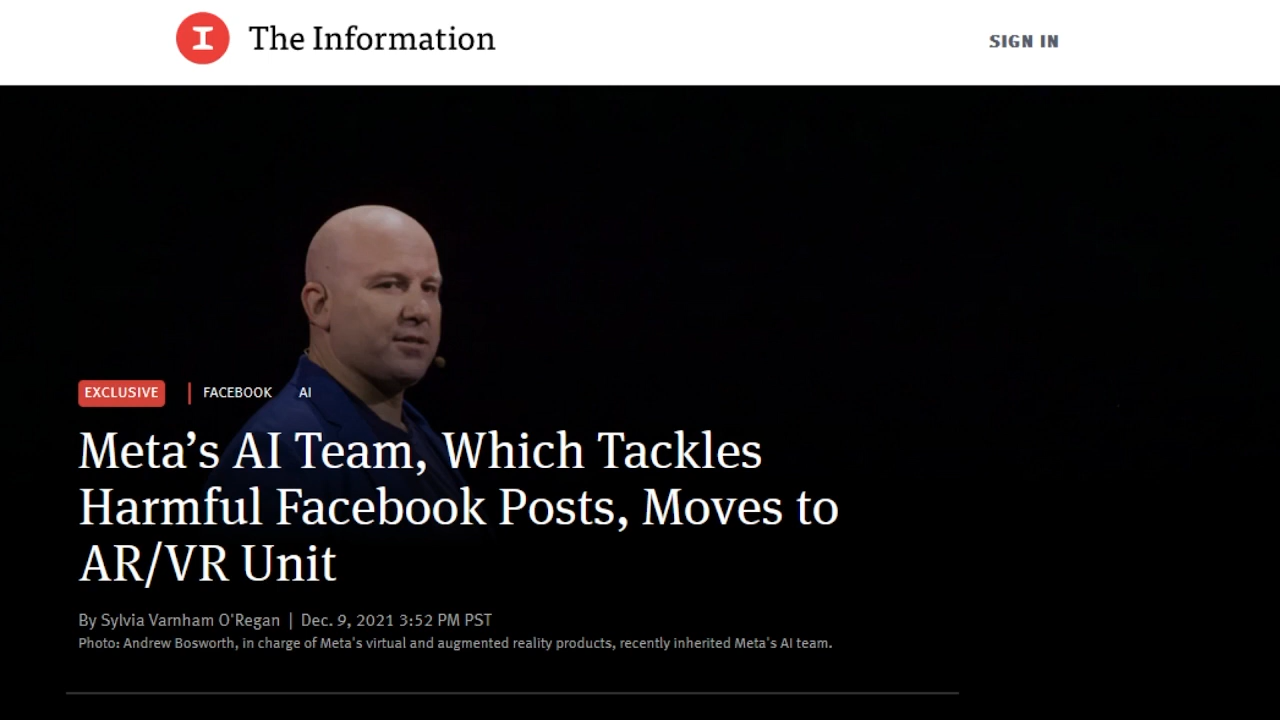 The Information
SIGN IN
EXCLUSIVE
FACEBOOK AI
Meta’s AI Team, Which Tackles
Harmful Facebook Posts, Moves to
AR/VR Unit
By Sylvia Varnham O'Regan | Dec. 9, 2021 3:52 PM PST
Photo: Andrew Bosworth, in charge of Meta's virtual and augmented reality products, recently inherited Meta's AI team.